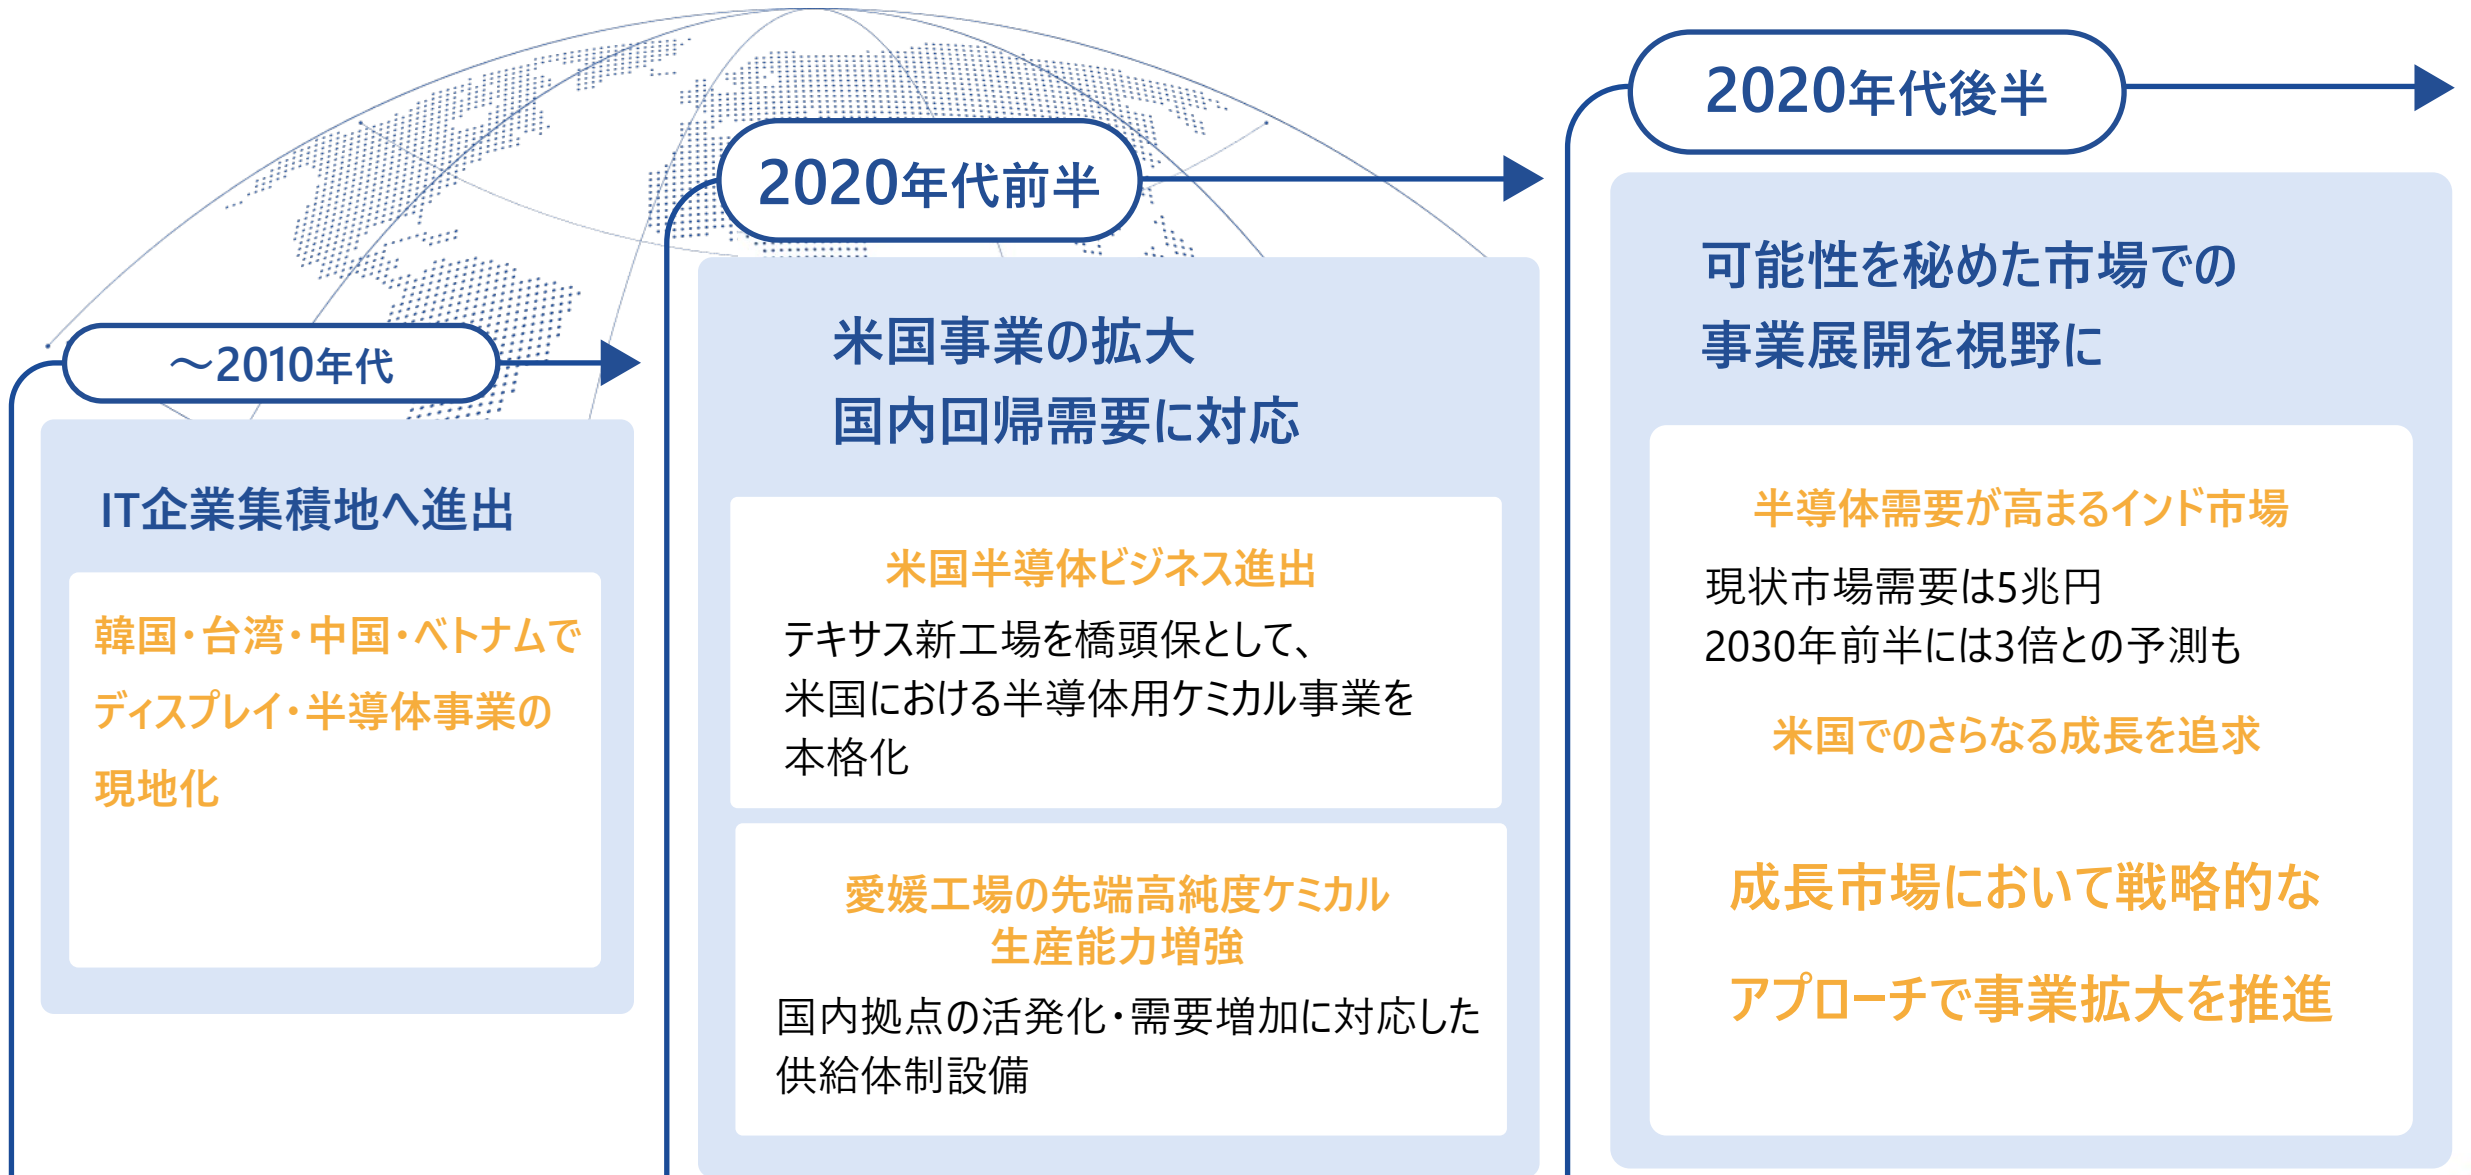 ～2010年代
IT企業集積地へ進出
韓国・台湾・中国・ベトナムで
ディスプレイ・半導体事業の
現地化
2020年代前半
米国事業の拡大
国内回帰需要に対応
米国半導体ビジネス進出
テキサス新工場を橋頭保として、
米国における半導体用ケミカル事業を
本格化
愛媛工場の先端高純度ケミカル
生産能力増強
国内拠点の活発化・需要増加に対応した
供給体制設備
2020年代後半
可能性を秘めた市場での
事業展開を視野に
半導体需要が高まるインド市場
現状市場需要は5兆円
2030年前半には3倍との予測も
米国でのさらなる成長を追求
成長市場において戦略的な
アプローチで事業拡大を推進